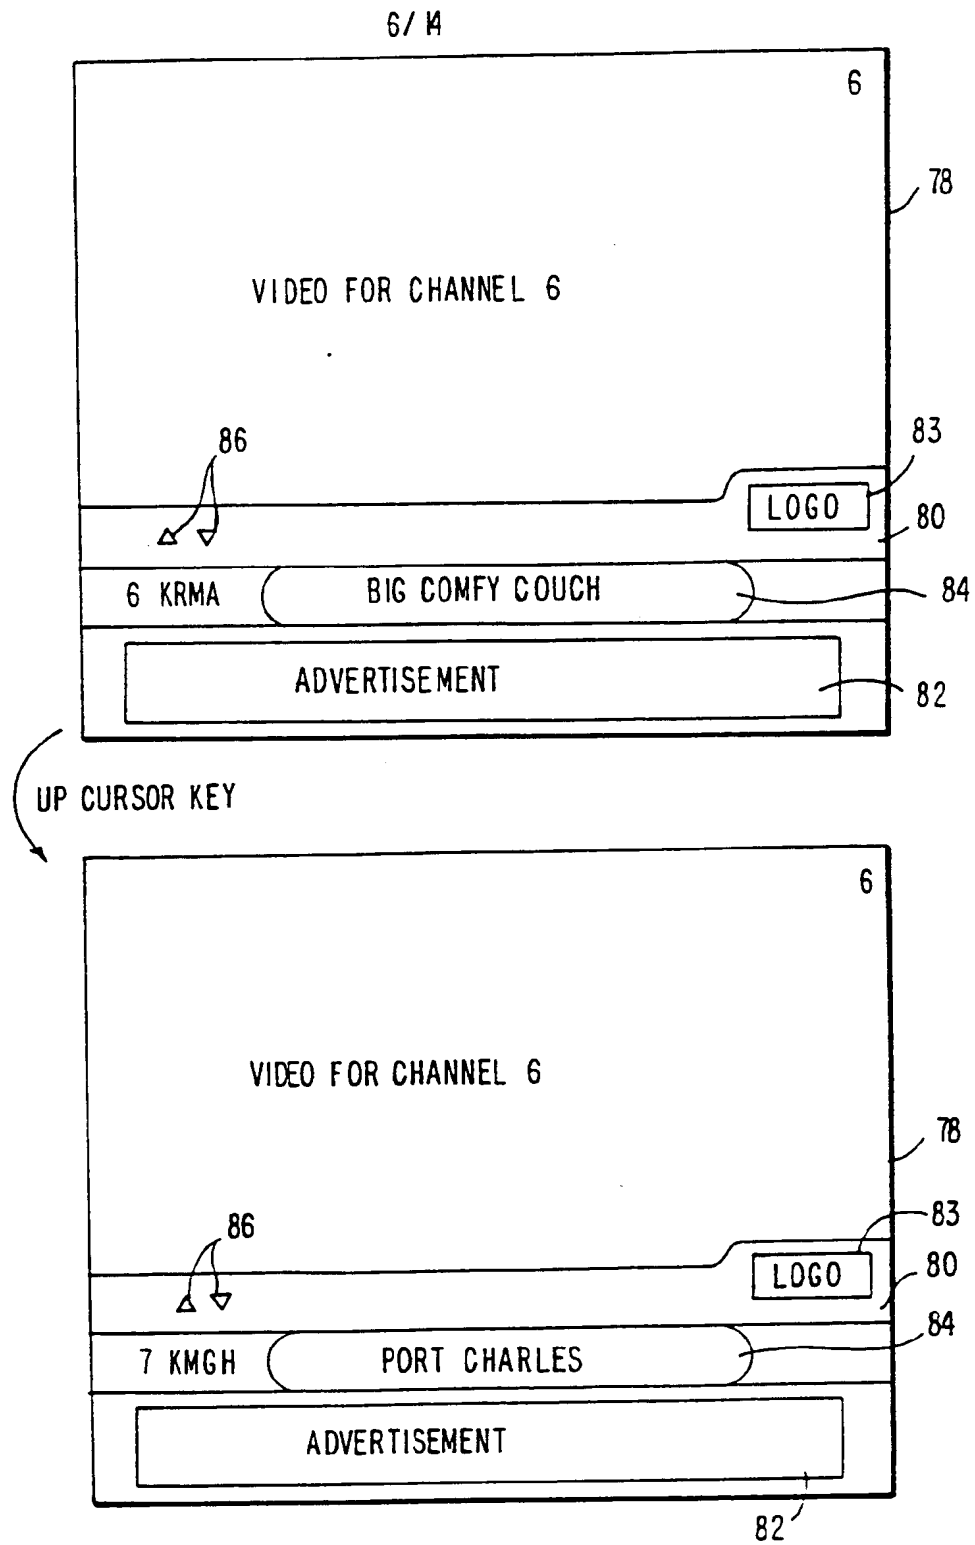 6/14
6
78
VIDEO FOR CHANNEL 6
86
83
LOGO
80
6 KRMA
BIG COMFY COUCH
84
ADVERTISEMENT
82
UP CURSOR KEY
6
VIDEO FOR CHANNEL 6
78
86
83
LOGO
80
84
7 KMGH
PORT CHARLES
ADVERTISEMENT
82